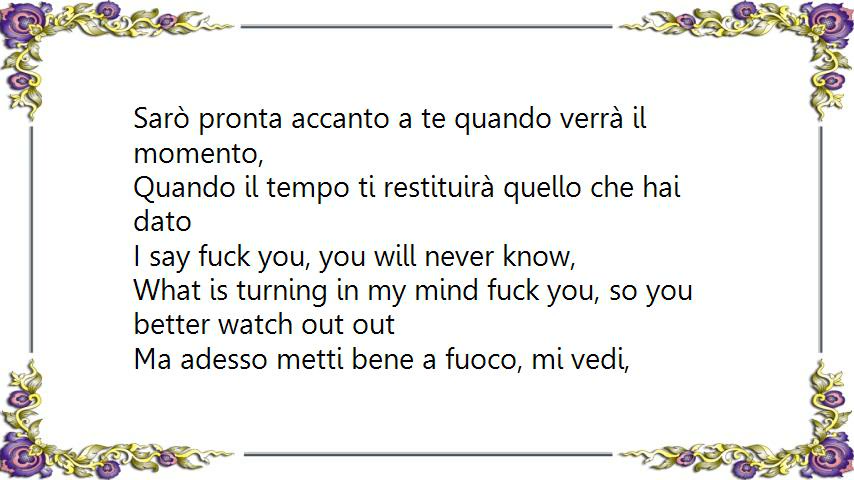 Sarò pronta accanto a te quando verrà il
momento,
Quando il tempo ti restituirà quello che hai
dato
I say fuck you, you will never know,
What is turning in my mind fuck you, so you
better watch out out
Ma adesso metti bene a fuoco, mi vedi,